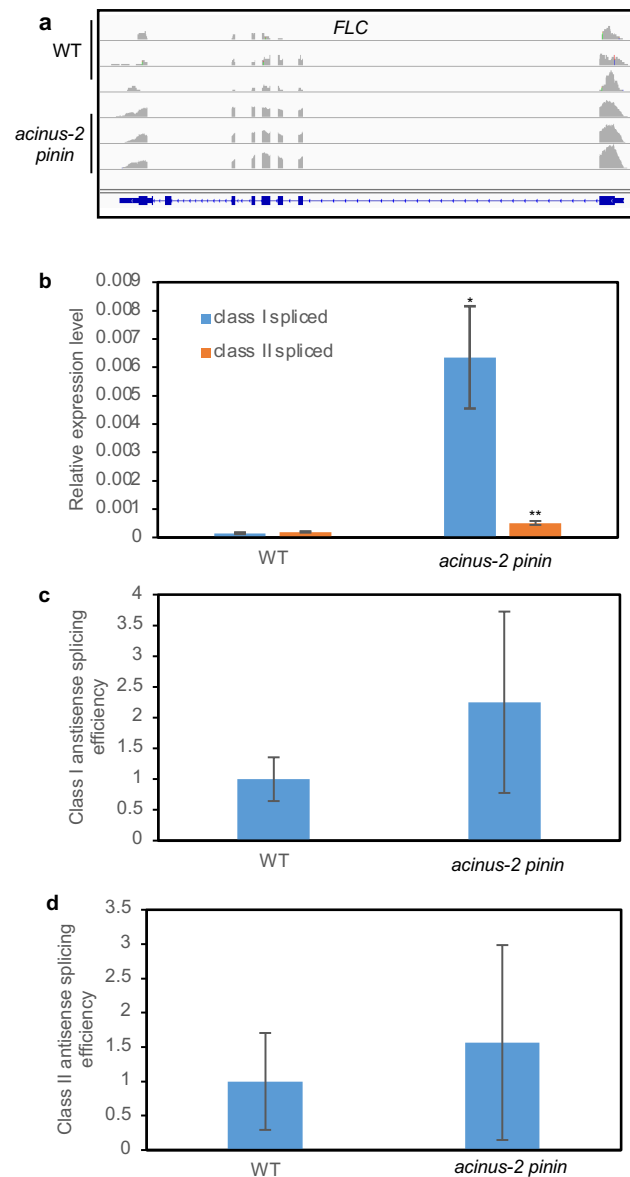 a
FLC
WT
acinus-2
pinin
b
Relative expression level
0.009
0.008
0.007
0.006
0.005
0.004
0.003
0.002
0.001
0
class I spliced
class II spliced
*
**
WT
acinus-2 pinin
c
Class I anstisense splicing
efficiency
4
3.5
3
2.5
2
1.5
1
0.5
0
WT
acinus-2 pinin
d
Class II antisense splicing
efficiency
3.5
3
2.5
2
1.5
1
0.5
0
WT
acinus-2 pinin